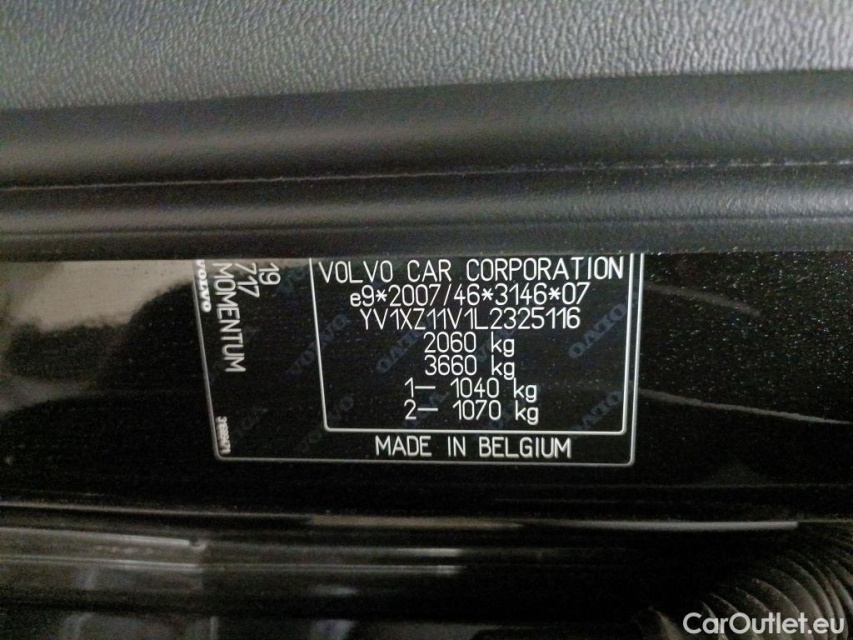 VOLVO CAR CORPORATION
e9*2007/46*3146*07
YV1XZ11V1L2325116
2060 kg
3660 kg
1– 1040 kg
2– 1070 kg
MADE IN BELGIUM
19
717
MOMENTUM
VOLVO
CarOutlet.eu